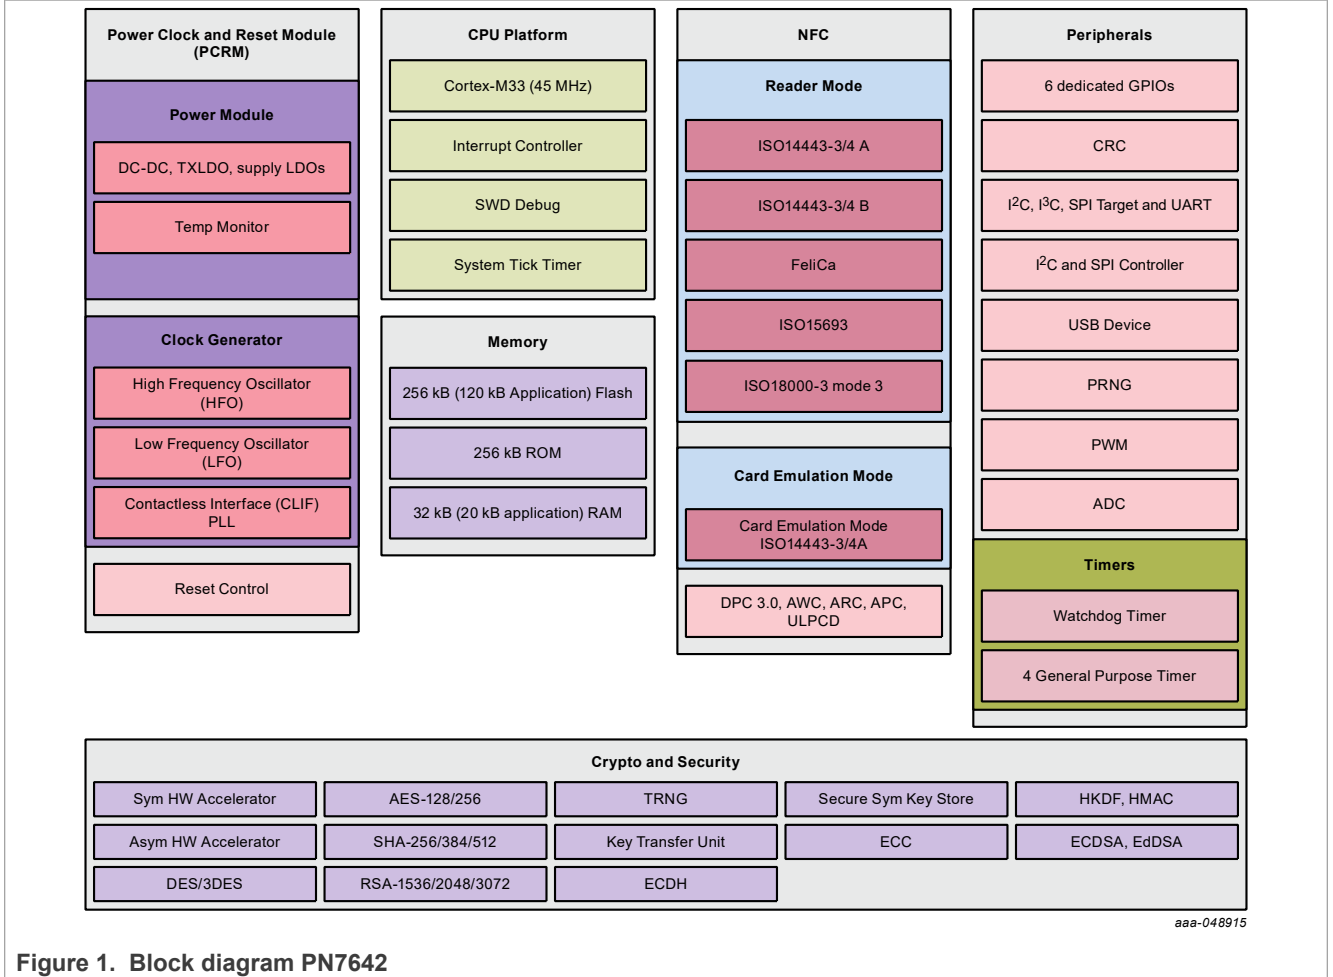 Power Clock and Reset Module
(PCRM)
Power Module
DC-DC, TXLDO, supply LDOs
Temp Monitor
Clock Generator
High Frequency Oscillator
(HFO)
Low Frequency Oscillator
(LFO)
Contactless Interface (CLIF)
PLL
Reset Control
CPU Platform
Cortex-M33 (45 MHz)
Interrupt Controller
SWD Debug
System Tick Timer
Memory
256 kB (120 kB Application) Flash
256 kB ROM
32 kB (20 kB application) RAM
NFC
Reader Mode
ISO14443-3/4 A
ISO14443-3/4 B
FeliCa
ISO15693
ISO18000-3 mode 3
Card Emulation Mode
Card Emulation Mode
ISO14443-3/4A
DPC 3.0, AWC, ARC, APC,
ULPCD
Peripherals
6 dedicated GPIOs
CRC
I²C, I³C, SPI Target and UART
I²C and SPI Controller
USB Device
PRNG
PWM
ADC
Timers
Watchdog Timer
4 General Purpose Timer
Crypto and Security
Sym HW Accelerator
AES-128/256
TRNG
Secure Sym Key Store
HKDF, HMAC
Asym HW Accelerator
SHA-256/384/512
Key Transfer Unit
ECC
ECDSA, EdDSA
DES/3DES
RSA-1536/2048/3072
ECDH
aaa-048915
Figure 1. Block diagram PN7642